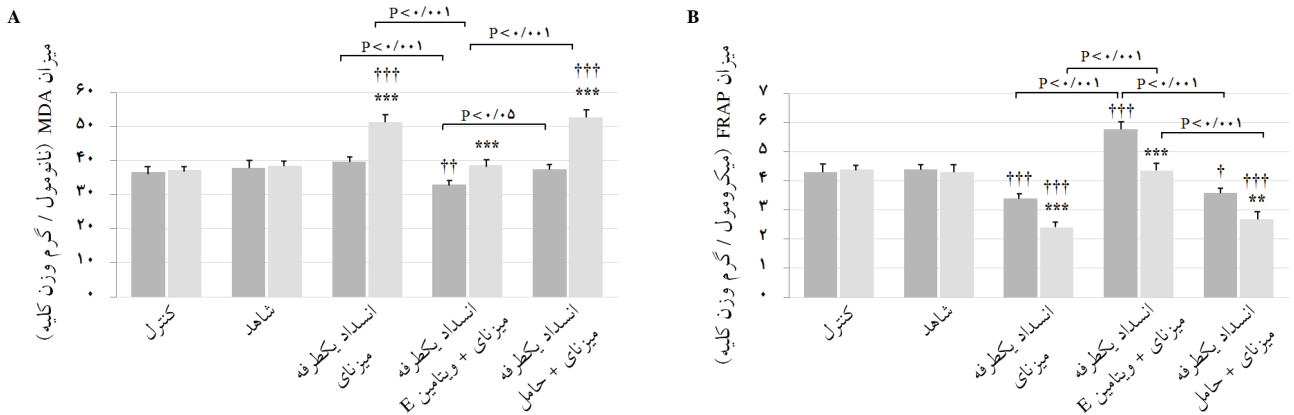 A
P<۰/۰۰۱
P<۰/۰۰۱
P<۰/۰۰۱
P<۰/۰۵
†††
***
††
***
†††
***
میزان MDA (نانومول / گرم وزن کلیه)
۶۰
۵۰
۴۰
۳۰
۲۰
۱۰
۰
کنترل
شاهد
انسداد یکطرفه
میزنای
انسداد یکطرفه
میزنای + ویتامین E
انسداد یکطرفه
میزنای + حامل
B
P<۰/۰۰۱
P<۰/۰۰۱
P<۰/۰۰۱
P<۰/۰۰۱
†††
†††
***
†††
***
†
†††
**
میزان FRAP (میکرومول / گرم وزن کلیه)
۷
۶
۵
۴
۳
۲
۱
۰
کنترل
شاهد
انسداد یکطرفه
میزنای
انسداد یکطرفه
میزنای + ویتامین E
انسداد یکطرفه
میزنای + حامل